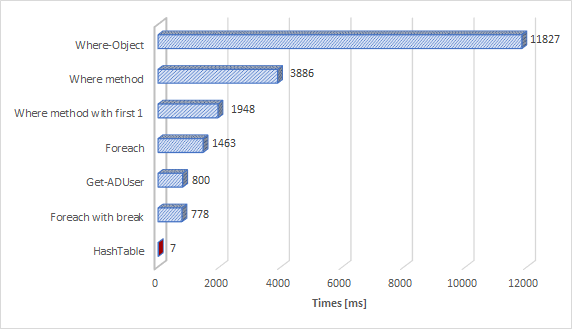 Where-Object 11827
Where method 3886
Where method with first 1 1948
Foreach 1463
Get-ADUser 800
Foreach with break 778
HashTable 7
0 2000 4000 6000 8000 10000 12000
Times [ms]